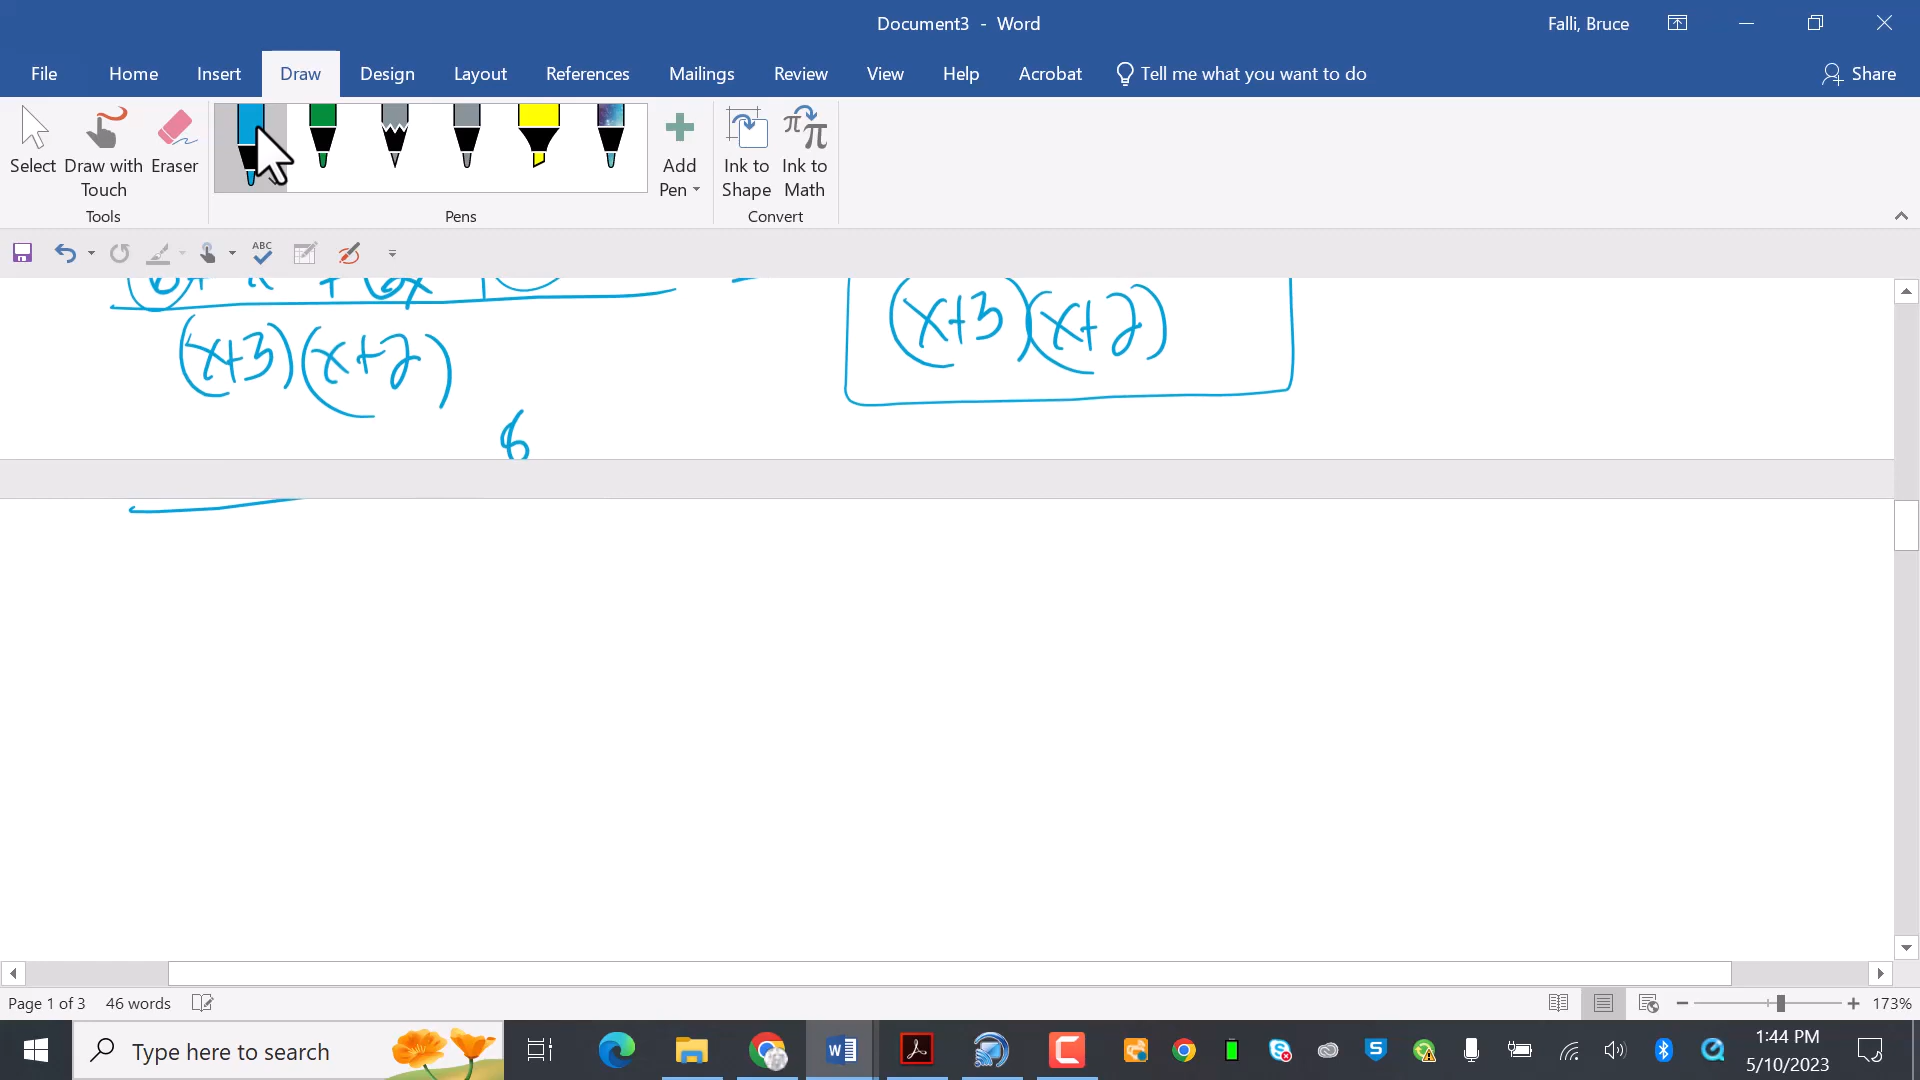 Document3 - Word
Falli, Bruce
File Home Insert Draw Design Layout References Mailings Review View Help Acrobat Tell me what you want to do Share
Select Draw with Touch Eraser Add Pen Ink to Shape Ink to Math
Tools Pens Convert
ABC
(x+3)(x+2)
(x+3)(x+2)
6
Page 1 of 3 46 words 173%
Type here to search
1:44 PM
5/10/2023